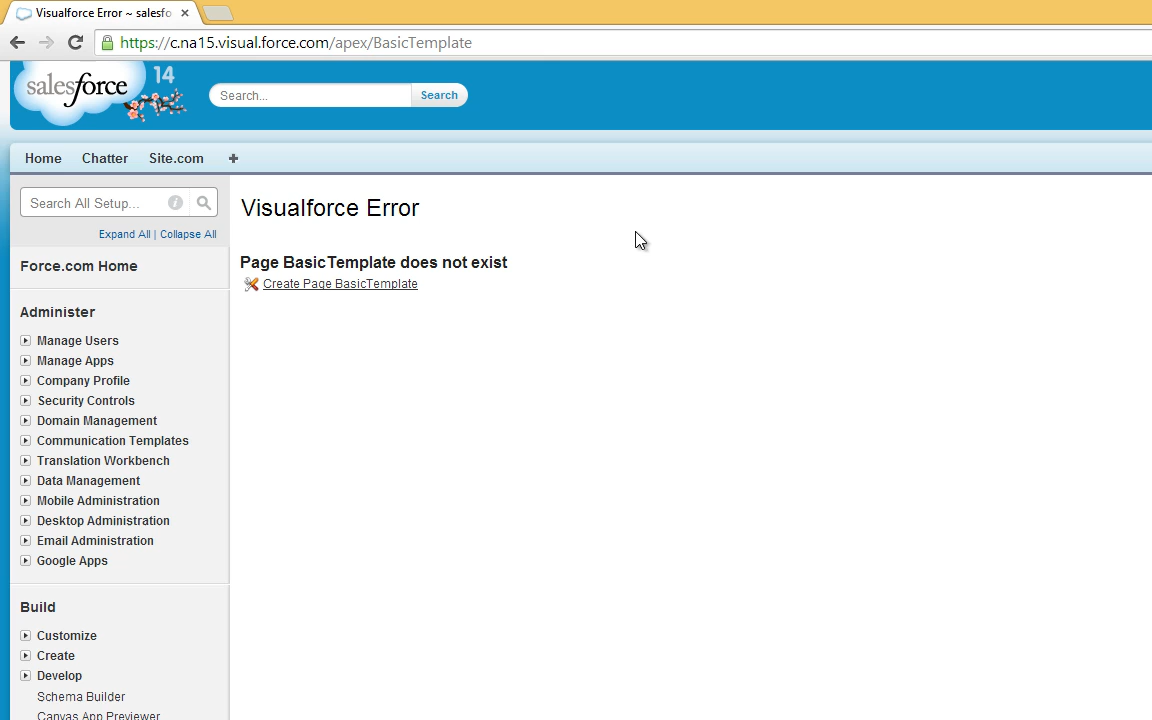 Visualforce Error ~ salesfo
https://c.na15.visual.force.com/apex/BasicTemplate
salesforce
14
Search...
Search
Home
Chatter
Site.com
Search All Setup...
Expand All | Collapse All
Force.com Home
Administer
Manage Users
Manage Apps
Company Profile
Security Controls
Domain Management
Communication Templates
Translation Workbench
Data Management
Mobile Administration
Desktop Administration
Email Administration
Google Apps
Build
Customize
Create
Develop
Schema Builder
Canvas App Previewer
Visualforce Error
Page BasicTemplate does not exist
Create Page BasicTemplate